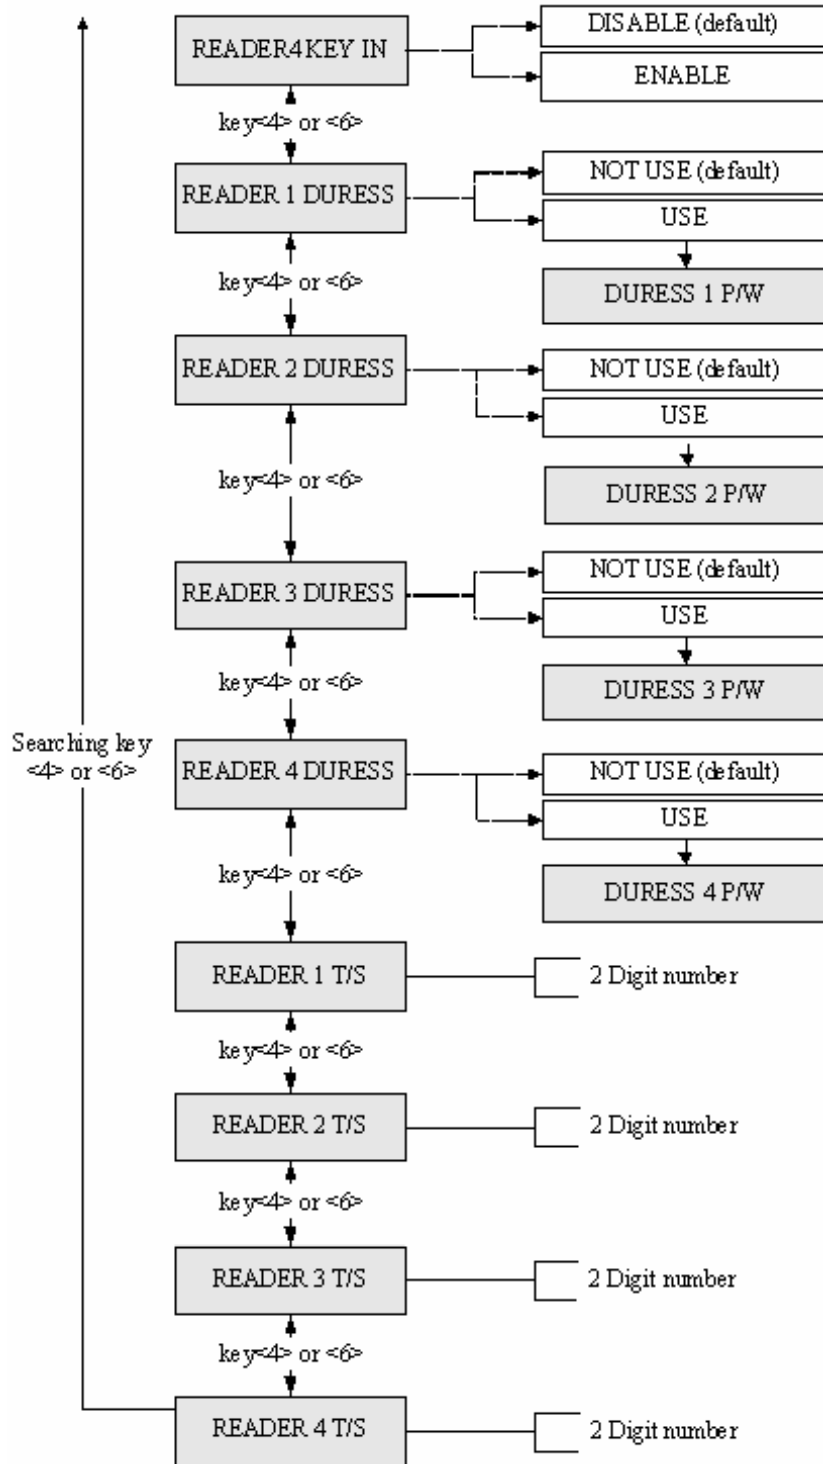 READER4 KEY IN
DISABLE (default)
ENABLE
key<4> or <6>
READER 1 DURESS
NOT USE (default)
USE
DURESS 1 P/W
key<4> or <6>
READER 2 DURESS
NOT USE (default)
USE
DURESS 2 P/W
key<4> or <6>
READER 3 DURESS
NOT USE (default)
USE
DURESS 3 P/W
key<4> or <6>
Searching key
<4> or <6>
READER 4 DURESS
NOT USE (default)
USE
DURESS 4 P/W
key<4> or <6>
READER 1 T/S
2 Digit number
key<4> or <6>
READER 2 T/S
2 Digit number
key<4> or <6>
READER 3 T/S
2 Digit number
key<4> or <6>
READER 4 T/S
2 Digit number